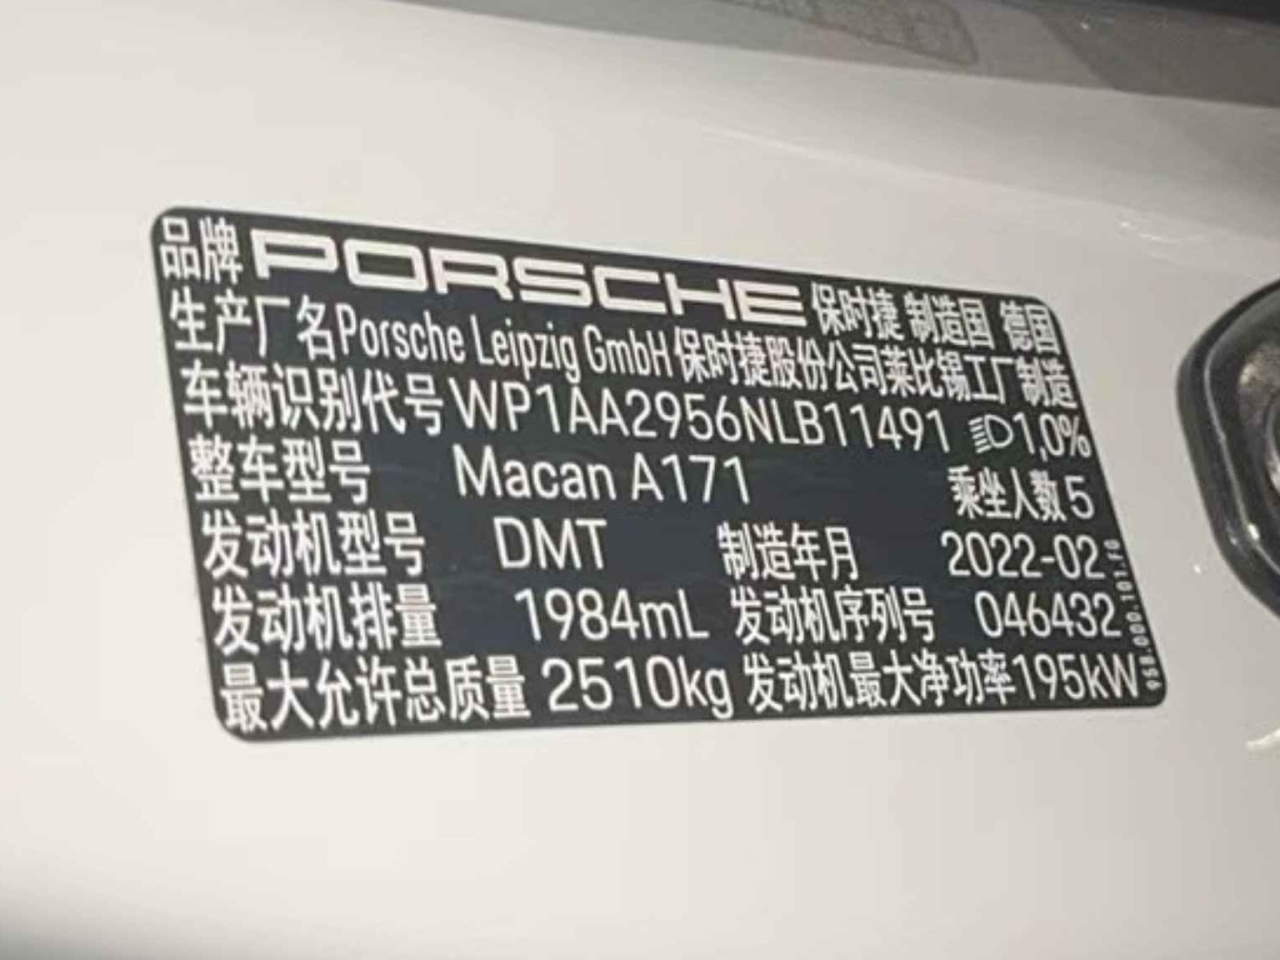 品牌 PORSCHE 保时捷 制造国 德国
生产厂名 Porsche Leipzig GmbH 保时捷股份公司莱比锡工厂制造
车辆识别代号 WP1AA2956NLB11491 1,0%
整车型号 Macan A171 乘坐人数 5
发动机型号 DMT 制造年月 2022-02
发动机排量 1984mL 发动机序列号 046432
最大允许总质量 2510kg 发动机最大净功率 195kW
95B.000.101.FG